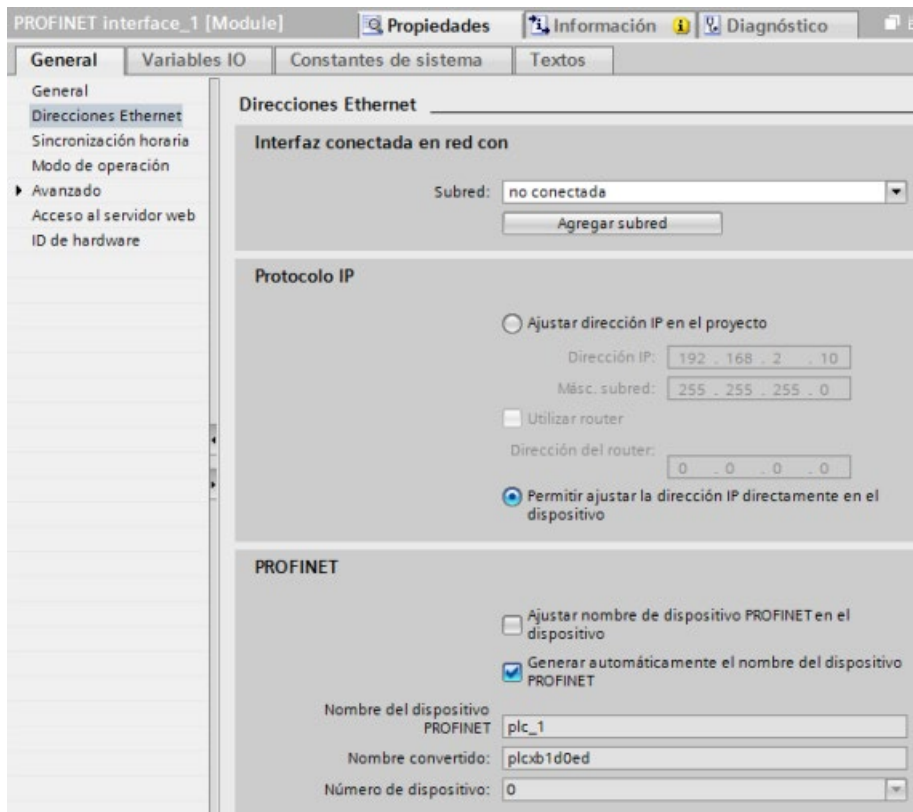 PROFINET interface_1 [Module]
Propiedades
Información
Diagnóstico
General
Variables IO
Constantes de sistema
Textos
General
Direcciones Ethernet
Sincronización horaria
Modo de operación
Avanzado
Acceso al servidor web
ID de hardware
Direcciones Ethernet
Interfaz conectada en red con
Subred: no conectada
Agregar subred
Protocolo IP
Ajustar dirección IP en el proyecto
Dirección IP: 192 . 168 . 2 . 10
Másc. subred: 255 . 255 . 255 . 0
Utilizar router
Dirección del router:
0 . 0 . 0 . 0
Permitir ajustar la dirección IP directamente en el
dispositivo
PROFINET
Ajustar nombre de dispositivo PROFINET en el
dispositivo
Generar automáticamente el nombre del dispositivo
PROFINET
Nombre del dispositivo
PROFINET plc_1
Nombre convertido: plcxb1d0ed
Número de dispositivo: 0